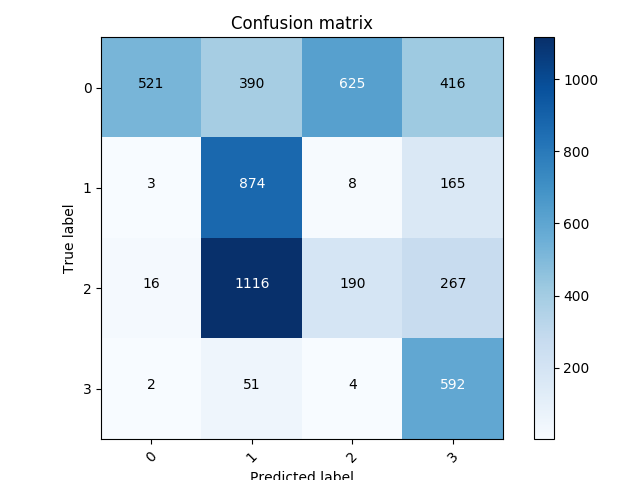 Confusion matrix
0 521 390 625 416
1 3 874 8 165
2 16 1116 190 267
3 2 51 4 592
0 1 2 3
True label
Predicted label
1000
800
600
400
200